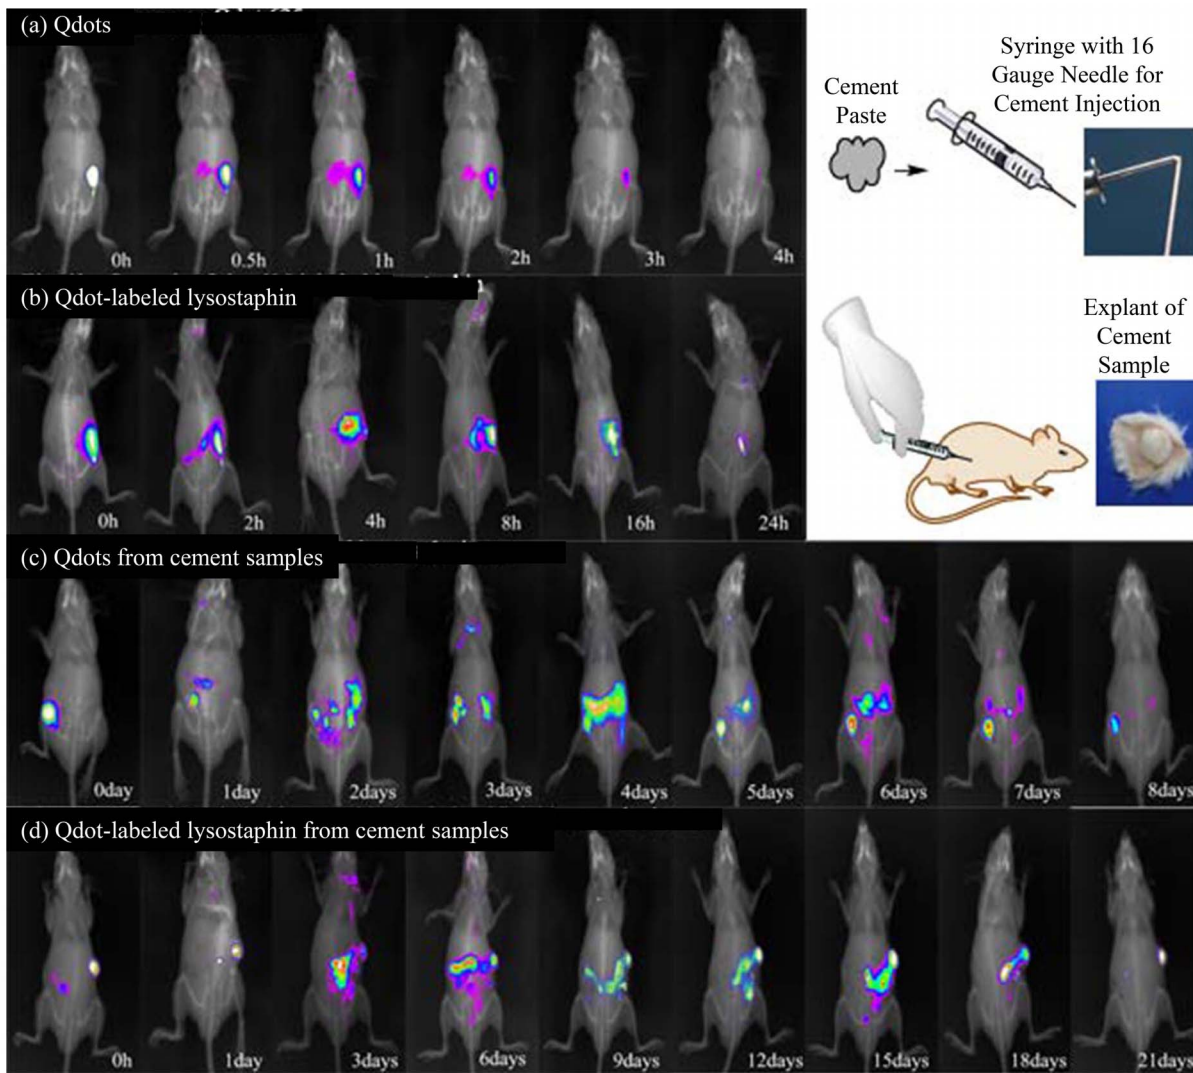 (a) Qdots
0h
0.5h
1h
2h
3h
4h
Cement
Paste
Syringe with 16
Gauge Needle for
Cement Injection
(b) Qdot-labeled lysostaphin
0h
2h
4h
8h
16h
24h
Explant of
Cement
Sample
(c) Qdots from cement samples
0day
1day
2days
3days
4days
5days
6days
7days
8days
(d) Qdot-labeled lysostaphin from cement samples
0h
1day
3days
6days
9days
12days
15days
18days
21days